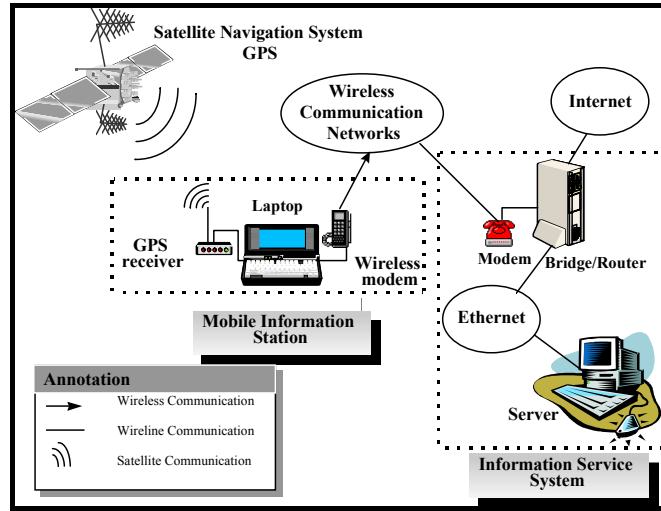 Satellite Navigation System
GPS
Wireless
Communication
Networks
Internet
Laptop
GPS
receiver
Wireless
modem
Modem
Bridge/Router
Mobile Information
Station
Ethernet
Server
Annotation
Wireless Communication
Wireline Communication
Satellite Communication
Information Service
System